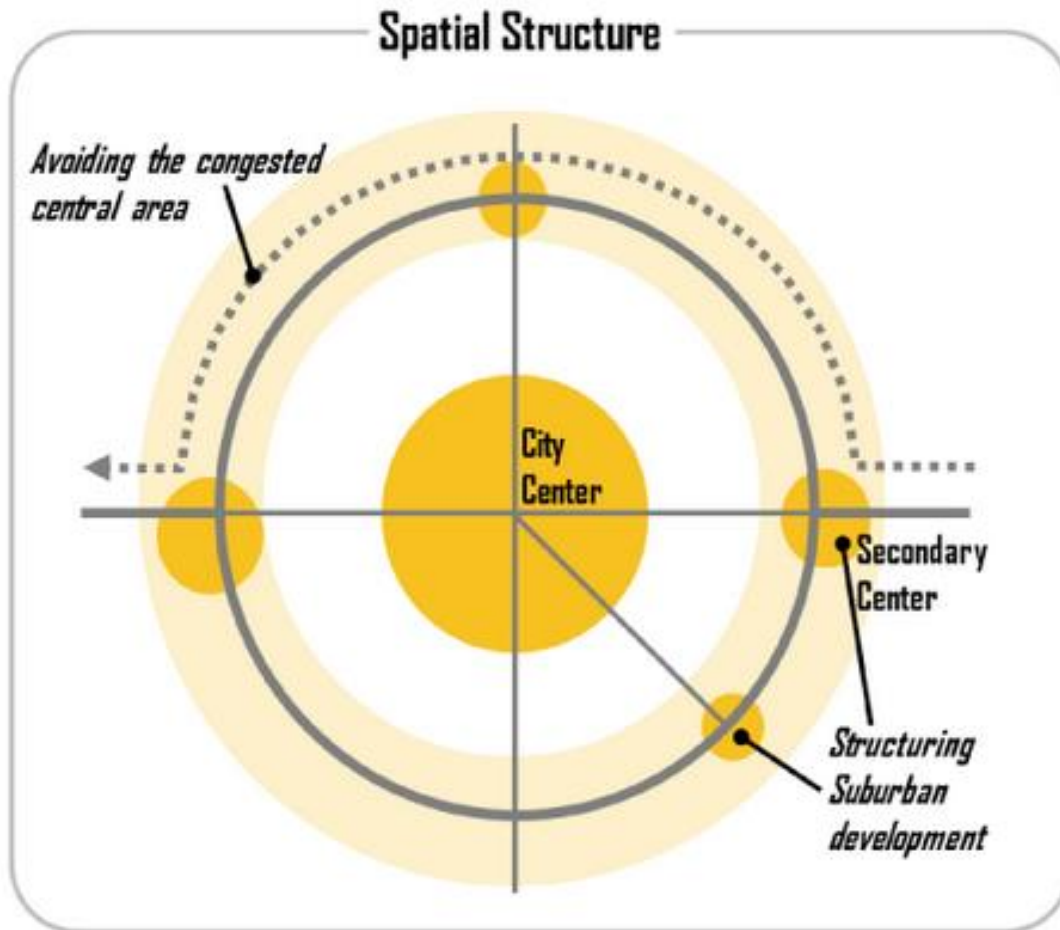 Spatial Structure
Avoiding the congested
central area
City
Center
Secondary
Center
Structuring
Suburban
development